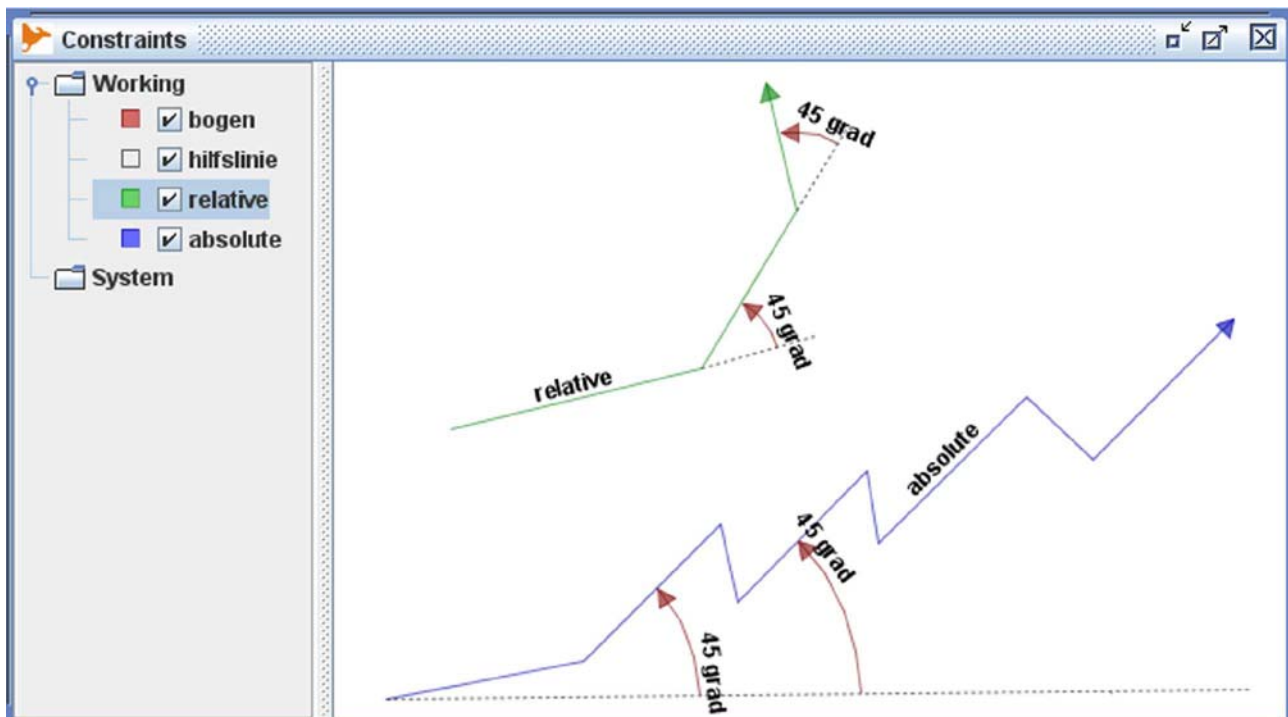 Constraints
Working
bogen
hilfslinie
relative
absolute
System
45 grad
45 grad
relative
absolute
45 grad
45 grad